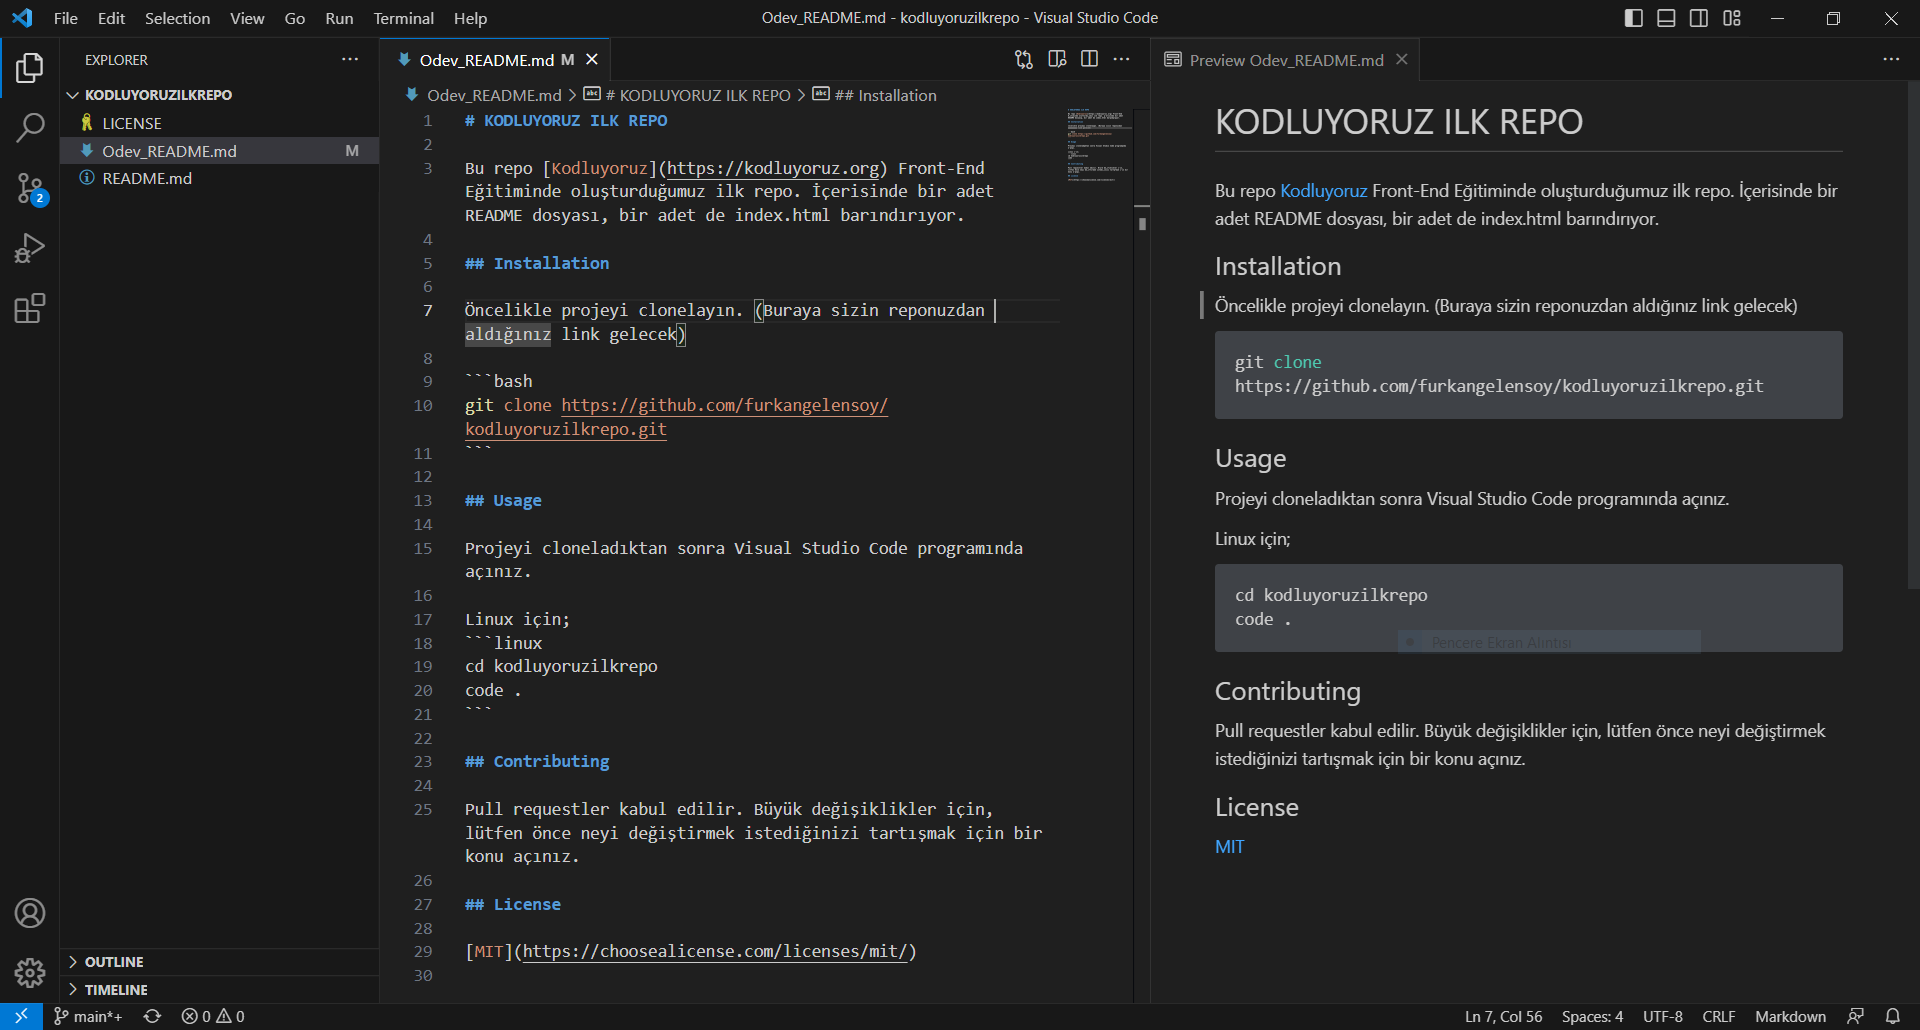 File Edit Selection View Go Run Terminal Help
Odev_README.md - kodluyoruzilkrepo - Visual Studio Code
EXPLORER
KODLUYORUZILKREPO
LICENSE
Odev_README.md M
README.md
OUTLINE
TIMELINE
2
Odev_README.md M
Odev_README.md > # KODLUYORUZ ILK REPO > ## Installation
1 # KODLUYORUZ ILK REPO
2
3 Bu repo [Kodluyoruz](https://kodluyoruz.org) Front-End
Eğitiminde oluşturduğumuz ilk repo. İçerisinde bir adet
README dosyası, bir adet de index.html barındırıyor.
4
5 ## Installation
6
7 Öncelikle projeyi clonelayın. (Buraya sizin reponuzdan
aldığınız link gelecek)
8
9 ```bash
10 git clone https://github.com/furkangelensoy/
kodluyoruzilkrepo.git
11 ```
12
13 ## Usage
14
15 Projeyi cloneladıktan sonra Visual Studio Code programında
açınız.
16
17 Linux için;
18 ```linux
19 cd kodluyoruzilkrepo
20 code .
21 ```
22
23 ## Contributing
24
25 Pull requestler kabul edilir. Büyük değişiklikler için,
lütfen önce neyi değiştirmek istediğinizi tartışmak için bir
konu açınız.
26
27 ## License
28
29 [MIT](https://choosealicense.com/licenses/mit/)
30
Preview Odev_README.md
KODLUYORUZ ILK REPO
Bu repo Kodluyoruz Front-End Eğitiminde oluşturduğumuz ilk repo. İçerisinde bir
adet README dosyası, bir adet de index.html barındırıyor.
Installation
Öncelikle projeyi clonelayın. (Buraya sizin reponuzdan aldığınız link gelecek)
git clone
https://github.com/furkangelensoy/kodluyoruzilkrepo.git
Usage
Projeyi cloneladıktan sonra Visual Studio Code programında açınız.
Linux için;
cd kodluyoruzilkrepo
code .
Pencere Ekran Alıntısı
Contributing
Pull requestler kabul edilir. Büyük değişiklikler için, lütfen önce neyi değiştirmek
istediğinizi tartışmak için bir konu açınız.
License
MIT
main*+ 0 0
Ln 7, Col 56 Spaces: 4 UTF-8 CRLF Markdown